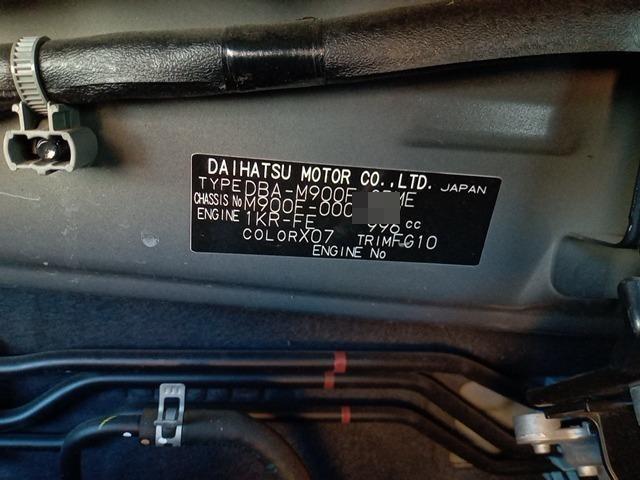 DAIHATSU MOTOR CO.,LTD. JAPAN
TYPE DBA-M900F
CHASSIS No M900F-000
ENGINE 1KR-FE 996 cc
COLOR X07 TRIM FG10
ENGINE No